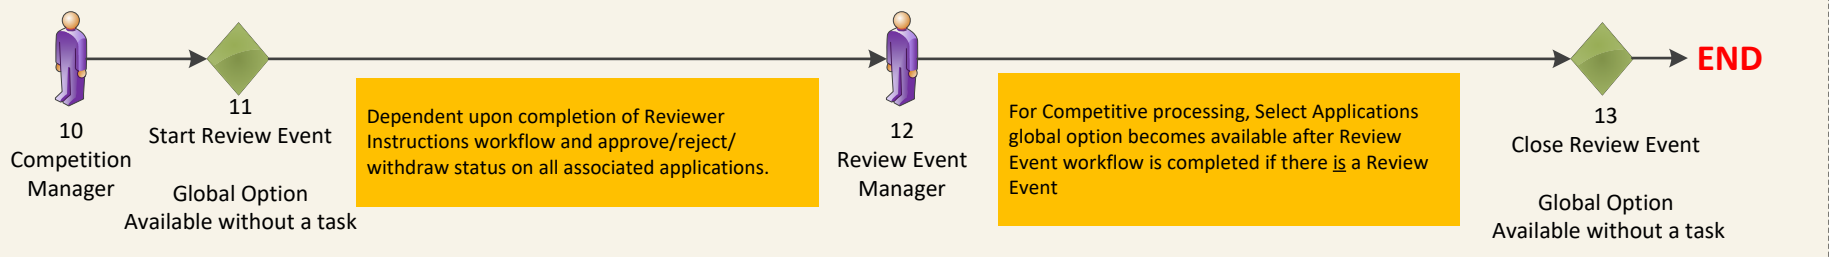 10
Competition
Manager
11
Start Review Event
Global Option
Available without a task
Dependent upon completion of Reviewer
Instructions workflow and approve/reject/
withdraw status on all associated applications.
12
Review Event
Manager
For Competitive processing, Select Applications
global option becomes available after Review
Event workflow is completed if there is a Review
Event
13
Close Review Event
Global Option
Available without a task
END